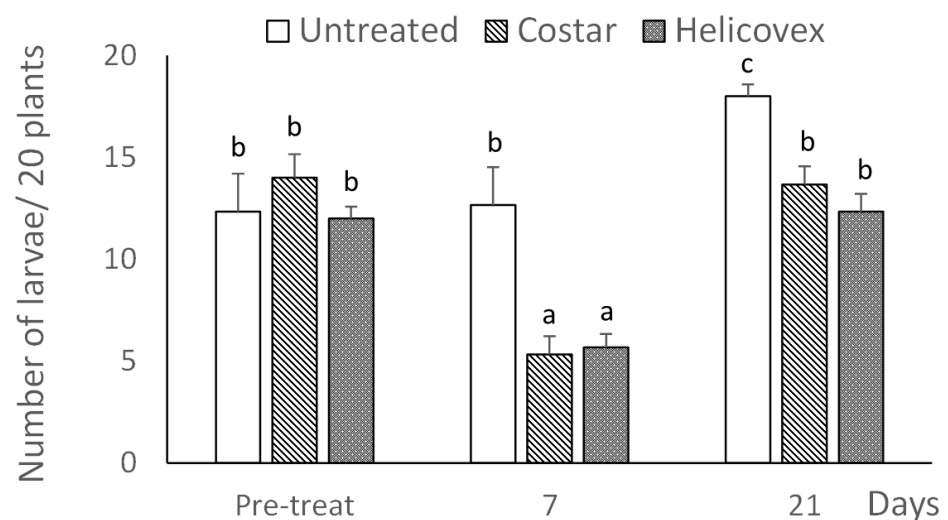 Untreated Costar Helicovex
Number of larvae/ 20 plants
20
15
10
5
0
b b b
b a a
c b b
Pre-treat 7 21 Days